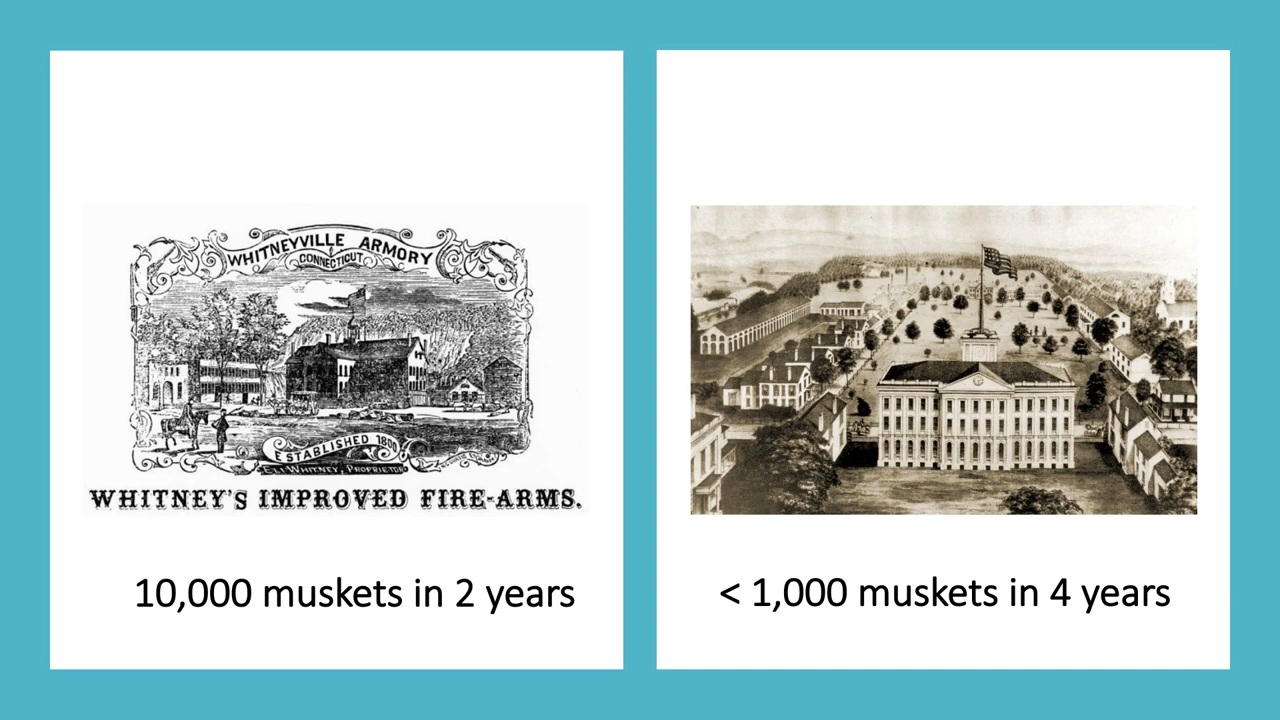 WHITNEYVILLE ARMORY
CONNECTICUT
ESTABLISHED 1800
ELI WHITNEY, PROPRIETOR
WHITNEY'S IMPROVED FIRE-ARMS.
10,000 muskets in 2 years
< 1,000 muskets in 4 years